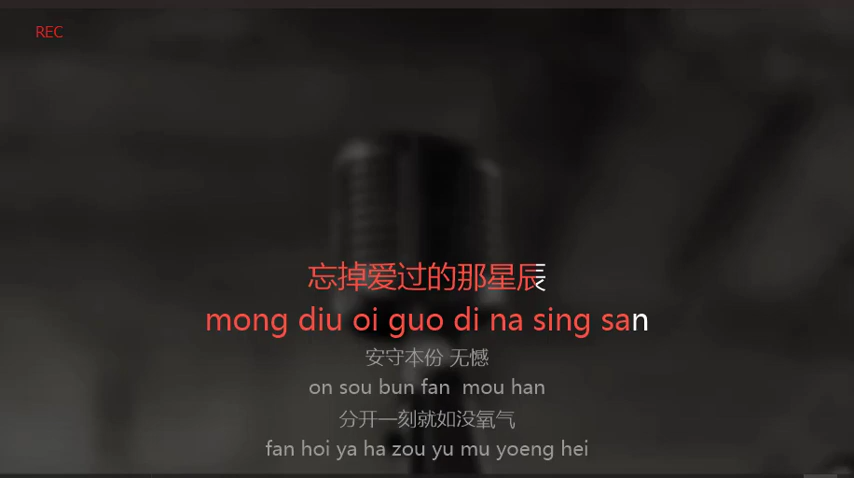 REC
忘掉爱过的那星辰
mong diu oi guo di na sing san
安守本份 无憾
on sou bun fan  mou han
分开一刻就如没氧气
fan hoi ya ha zou yu mu yoeng hei